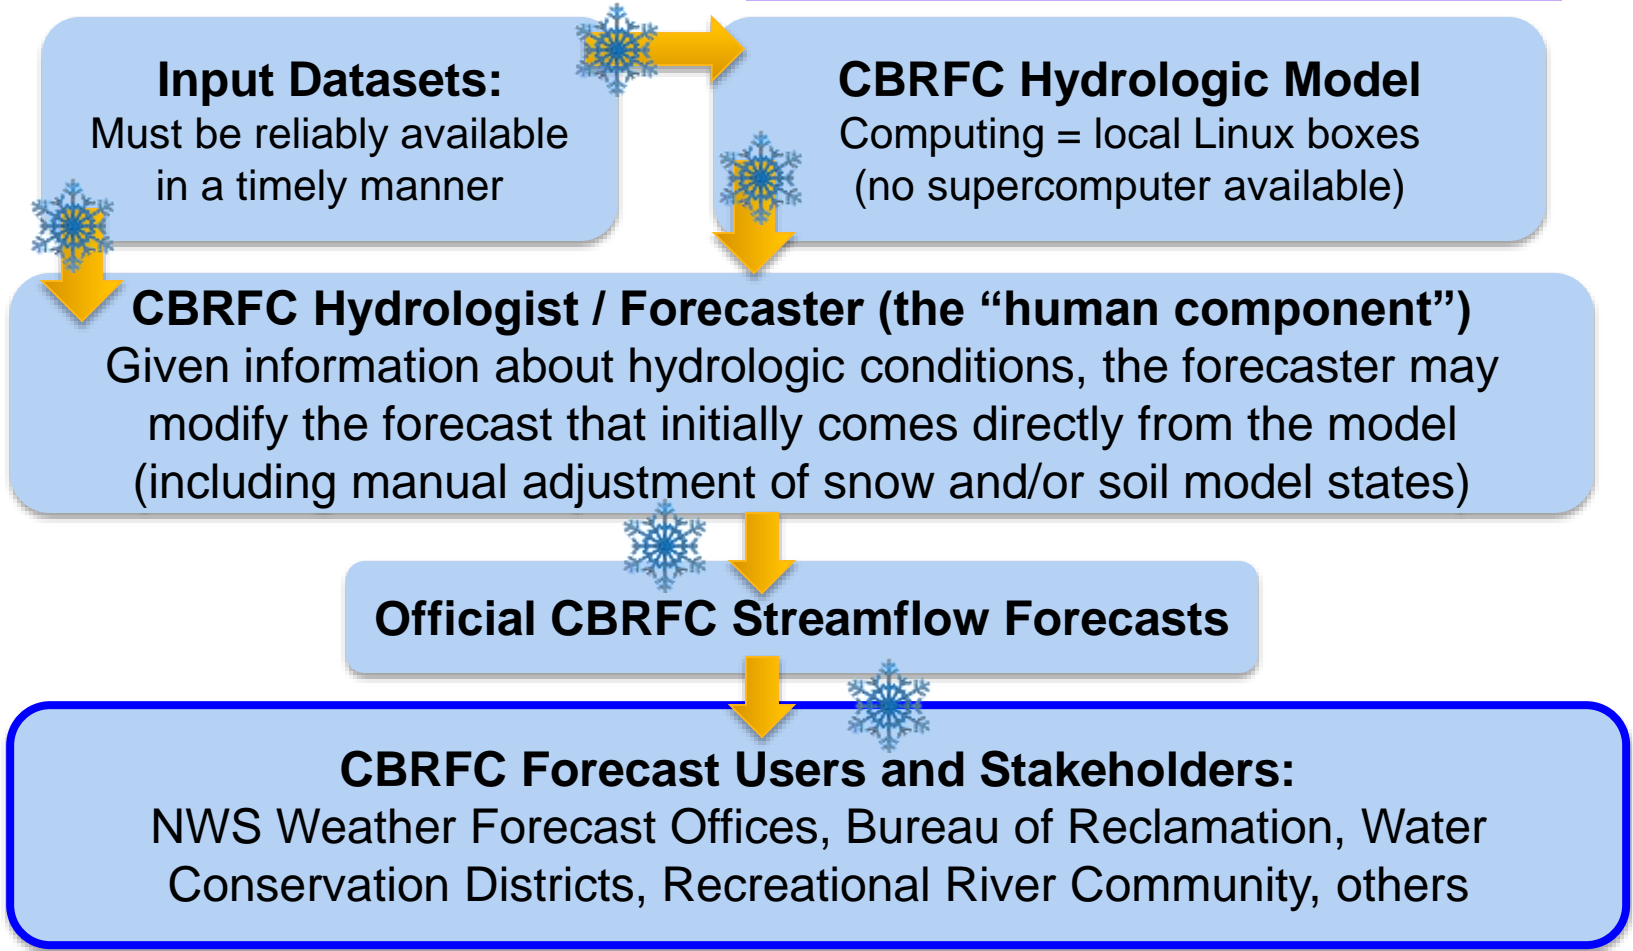 Input Datasets:
Must be reliably available
in a timely manner
CBRFC Hydrologic Model
Computing = local Linux boxes
(no supercomputer available)
CBRFC Hydrologist / Forecaster (the “human component”)
Given information about hydrologic conditions, the forecaster may
modify the forecast that initially comes directly from the model
(including manual adjustment of snow and/or soil model states)
Official CBRFC Streamflow Forecasts
CBRFC Forecast Users and Stakeholders:
NWS Weather Forecast Offices, Bureau of Reclamation, Water
Conservation Districts, Recreational River Community, others